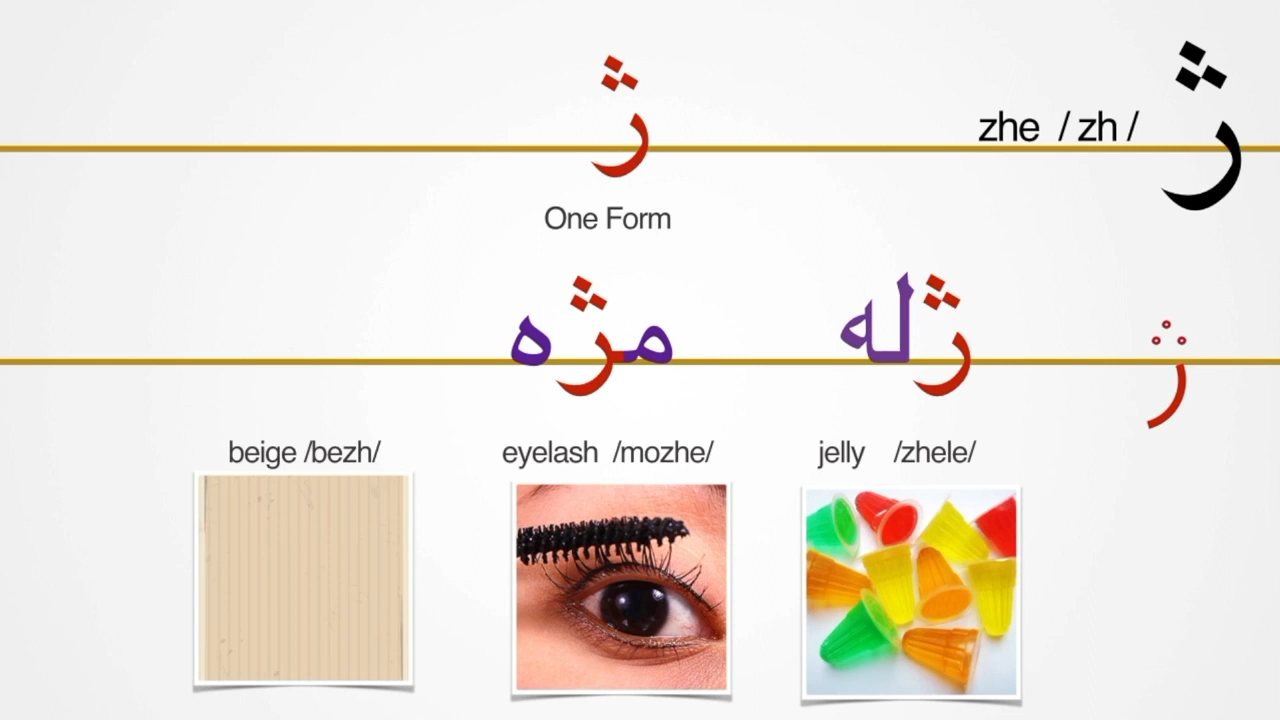 ژ
zhe / zh /
ژ
One Form
ژله
مژه
ژ
beige /bezh/
eyelash /mozhe/
jelly /zhele/